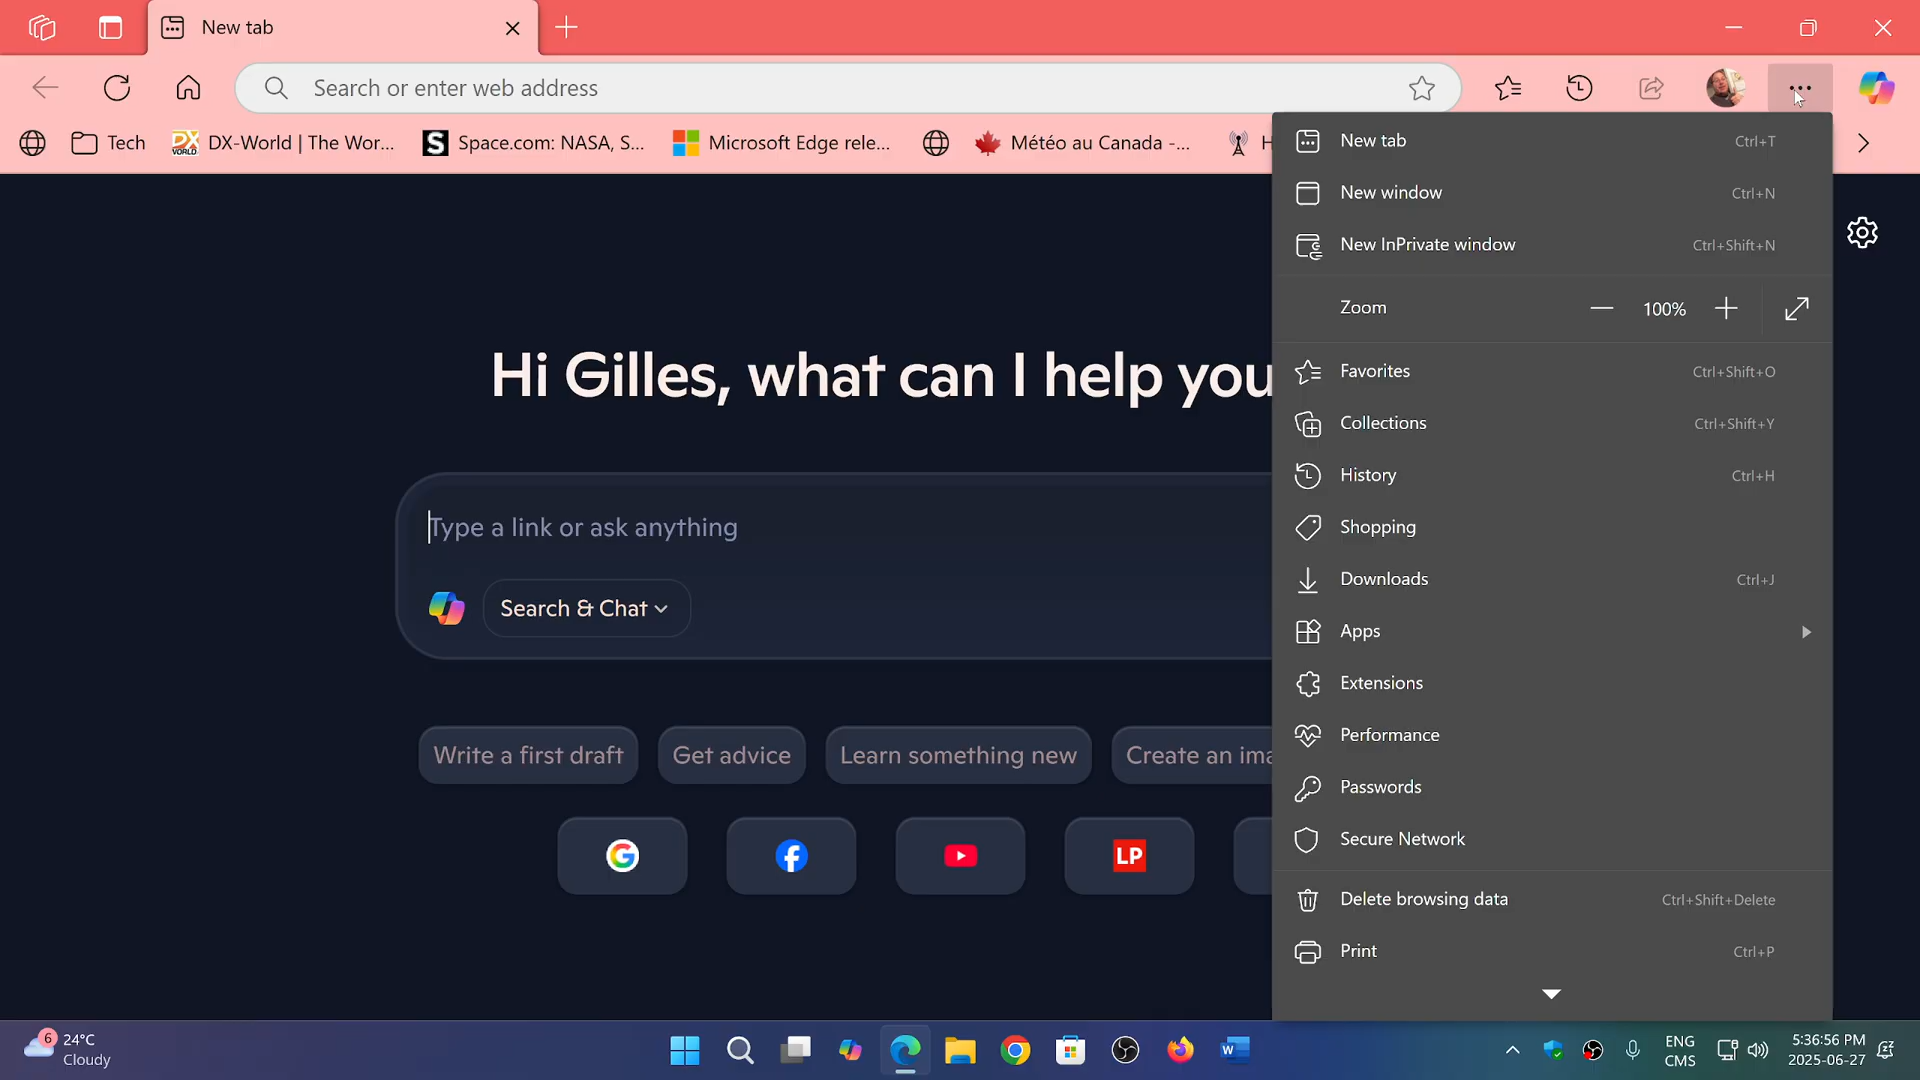 New tab
Search or enter web address
Tech
DX WORLD
DX-World | The Wor...
S
Space.com: NASA, S...
Microsoft Edge rele...
Météo au Canada -...
H
New tab Ctrl+T
New window Ctrl+N
New InPrivate window Ctrl+Shift+N
Zoom 100%
Favorites Ctrl+Shift+O
Collections Ctrl+Shift+Y
History Ctrl+H
Shopping
Downloads Ctrl+J
Apps
Extensions
Performance
Passwords
Secure Network
Delete browsing data Ctrl+Shift+Delete
Print Ctrl+P
Hi Gilles, what can I help you
Type a link or ask anything
Search & Chat
Write a first draft
Get advice
Learn something new
Create an ima
G
f
LP
6
24°C
Cloudy
W
ENG
CMS
5:36:56 PM
2025-06-27